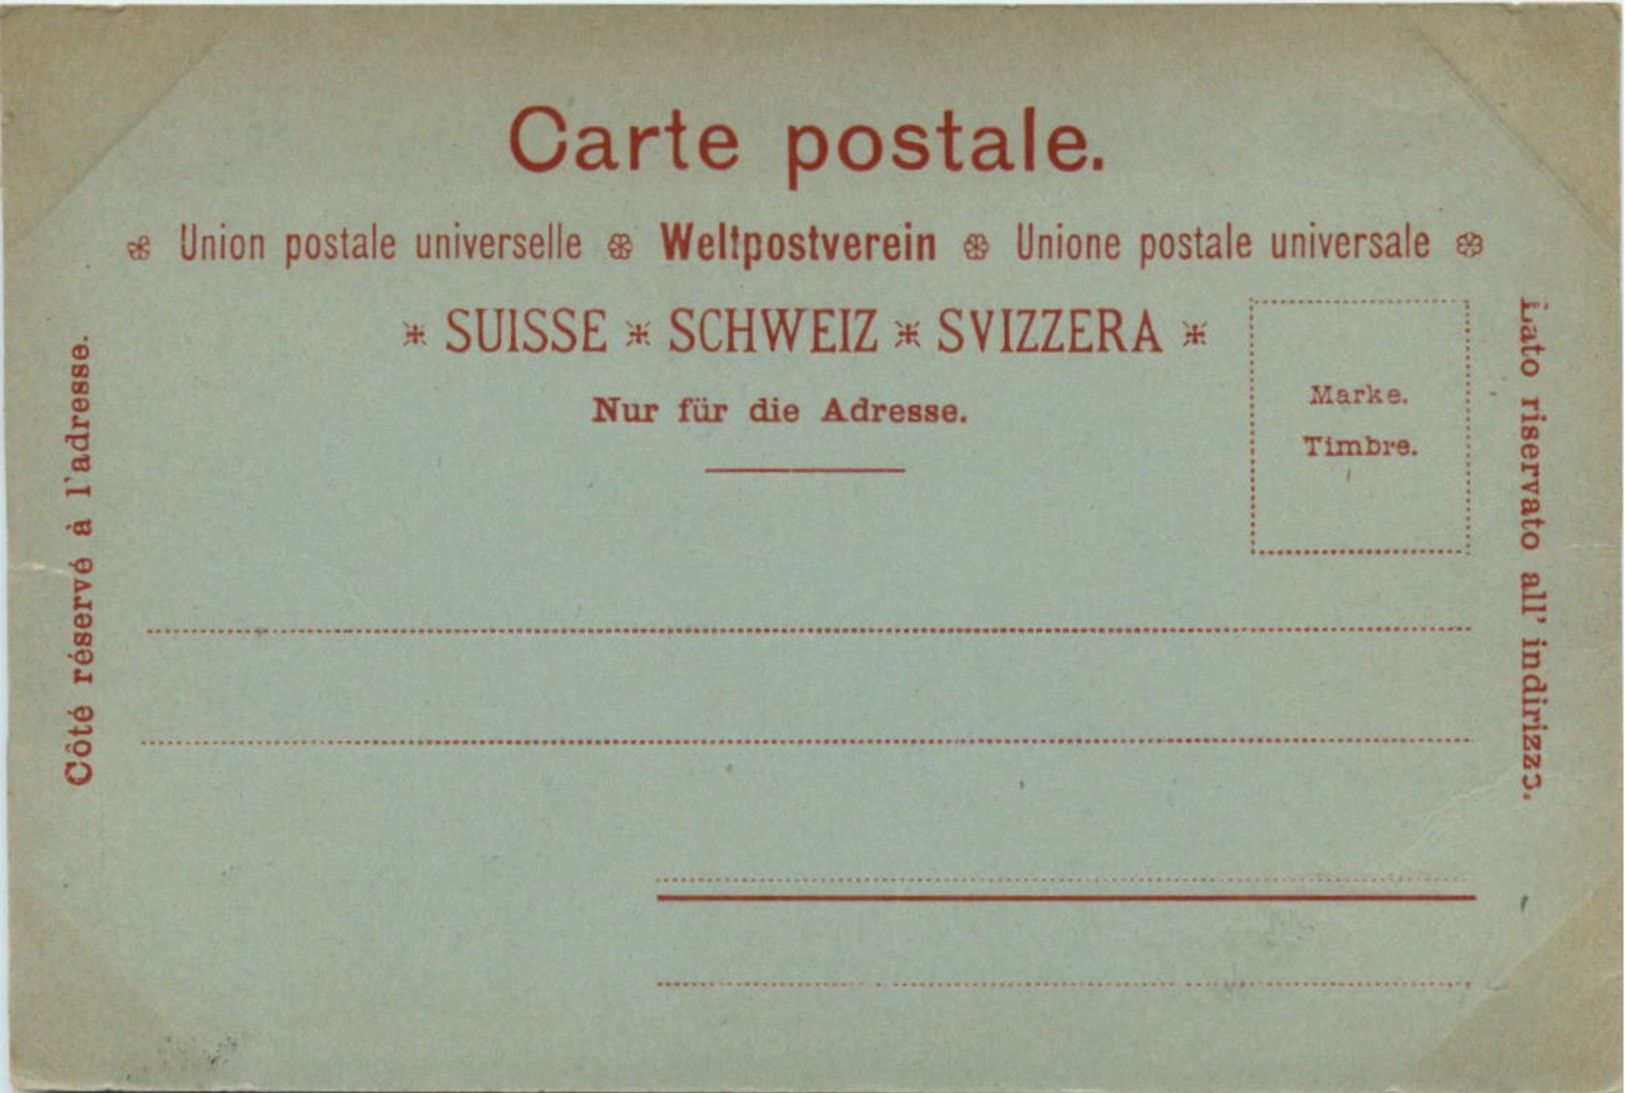 Carte postale.
Union postale universelle Weltpostverein Unione postale universale
SUISSE * SCHWEIZ * SVIZZERA
Nur für die Adresse.
Marke.
Timbre.
Côté réservé à l'adresse.
Lato riservato all' indirizzo.